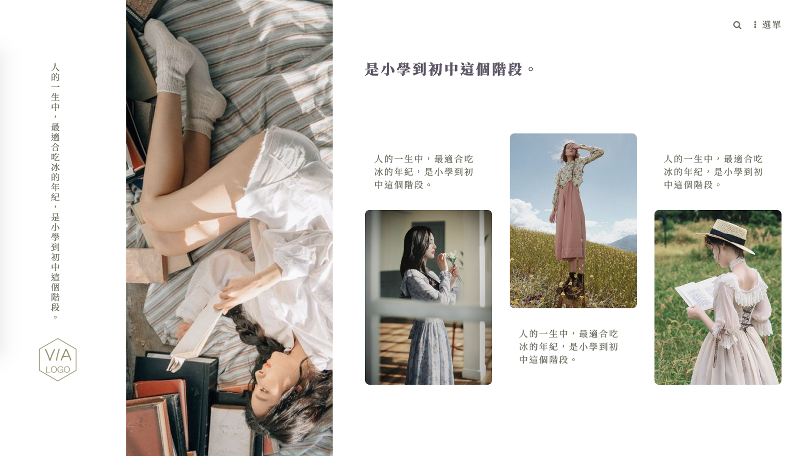 選單
人的一生中，最適合吃冰的年紀，是小學到初中這個階段。
VIA
LOGO
是小學到初中這個階段。
人的一生中，最適合吃
冰的年紀，是小學到初
中這個階段。
人的一生中，最適合吃
冰的年紀，是小學到初
中這個階段。
人的一生中，最適合吃
冰的年紀，是小學到初
中這個階段。